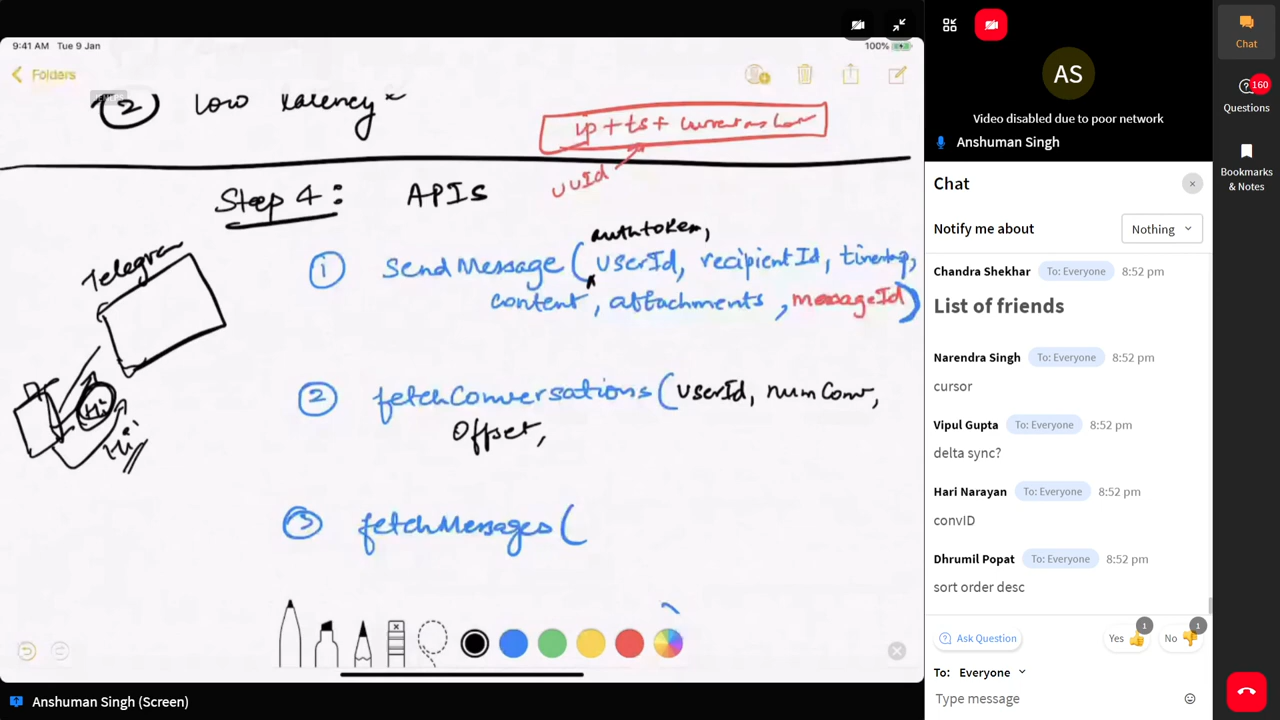 9:41 AM Tue 9 Jan
100%
Folders
② Low Latency
ip + ts +
uuid
Step 4: APIs
authtoken,
① SendMessage (userId, recipientId, timestamp,
content, attachments, messageId)
Telegram
② fetchConversations (userId, numConv,
Offset,
Hi
Hi
③ fetchMessages (
Anshuman Singh (Screen)
AS
Video disabled due to poor network
Anshuman Singh
Chat
Notify me about
Nothing
Chandra Shekhar To: Everyone 8:52 pm
List of friends
Narendra Singh To: Everyone 8:52 pm
cursor
Vipul Gupta To: Everyone 8:52 pm
delta sync?
Hari Narayan To: Everyone 8:52 pm
convID
Dhrumil Popat To: Everyone 8:52 pm
sort order desc
Ask Question
Yes 1
No 1
To: Everyone
Type message
Chat
160
Questions
Bookmarks
& Notes